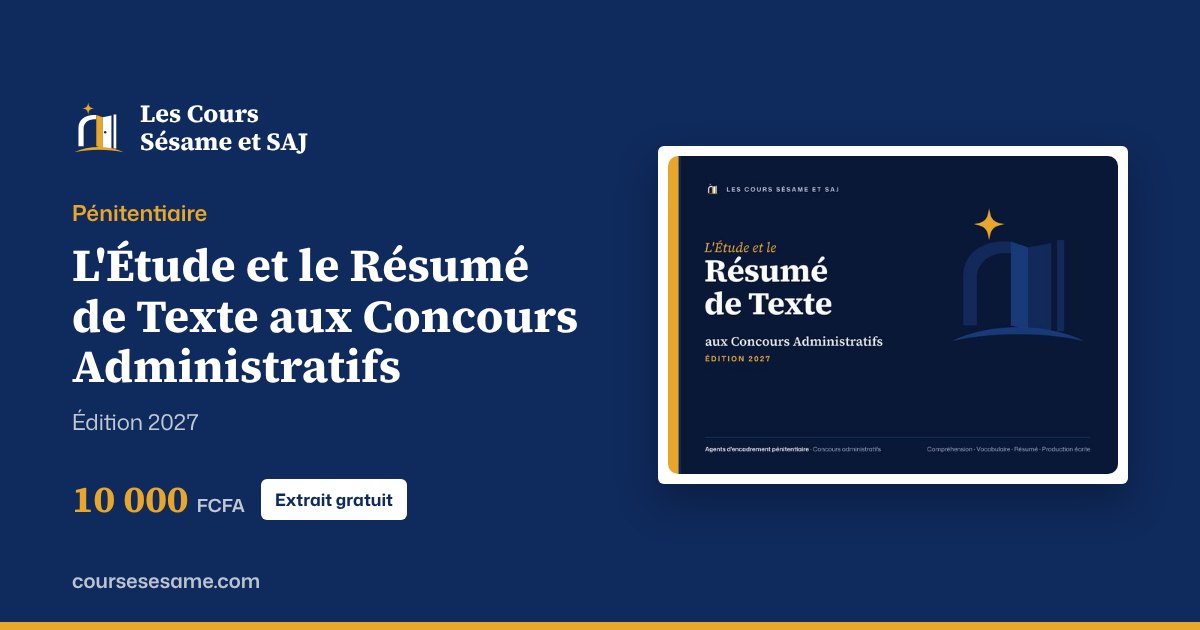 Les Cours
Sésame et SAJ
Pénitentiaire
L'Étude et le Résumé
de Texte aux Concours
Administratifs
Édition 2027
10 000 FCFA
Extrait gratuit
coursesesame.com
LES COURS SÉSAME ET SAJ
L'Étude et le
Résumé
de Texte
aux Concours Administratifs
ÉDITION 2027
Agents d'encadrement pénitentiaire · Concours administratifs
Compréhension · Vocabulaire · Résumé · Production écrite